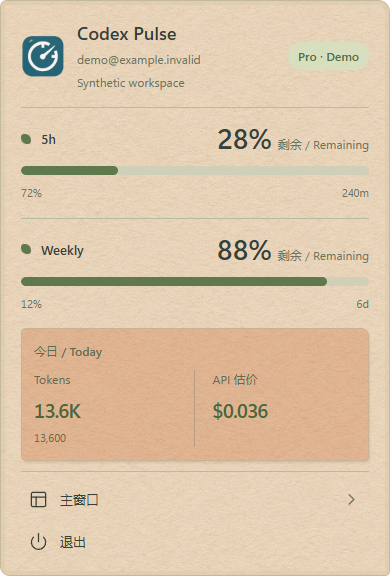 Codex Pulse
demo@example.invalid
Synthetic workspace
Pro · Demo
5h
28% 剩余 / Remaining
72%
240m
Weekly
88% 剩余 / Remaining
12%
6d
今日 / Today
Tokens
13.6K
13,600
API 估价
$0.036
主窗口
退出